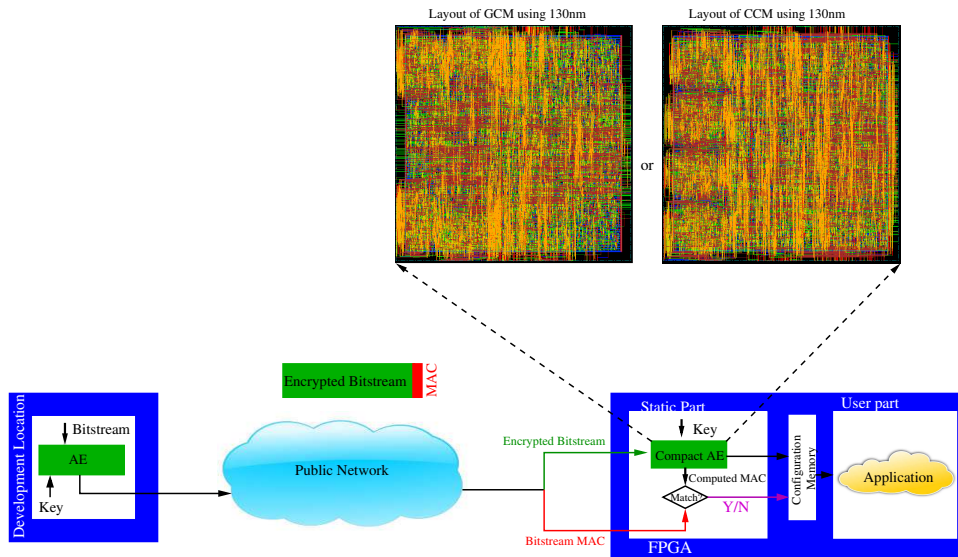 Layout of GCM using 130nm
Layout of CCM using 130nm
or
Encrypted Bitstream
MAC
Development Location
Bitstream
AE
Key
Public Network
Encrypted Bitstream
Bitstream MAC
Static Part
Key
Compact AE
Computed MAC
Match?
Y/N
FPGA
Configuration
Memory
User part
Application